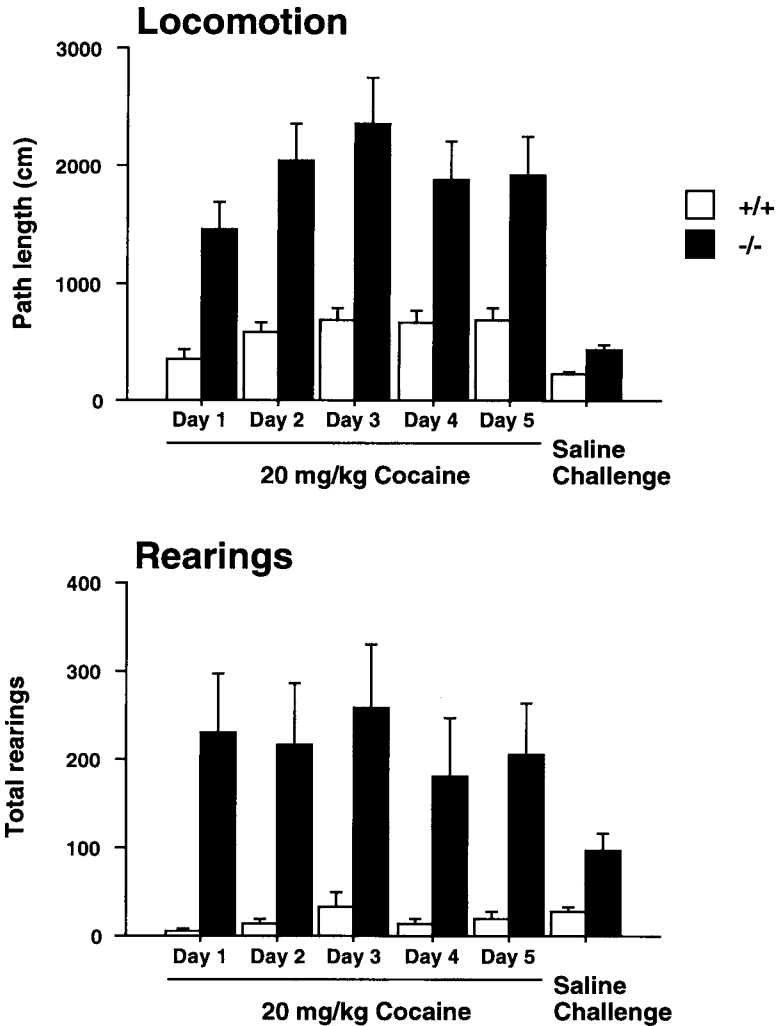 Locomotion
3000
2000
1000
0
Path length (cm)
+/+
-/-
Day 1 Day 2 Day 3 Day 4 Day 5
Saline
Challenge
20 mg/kg Cocaine
Rearings
400
300
200
100
0
Total rearings
Day 1 Day 2 Day 3 Day 4 Day 5
Saline
Challenge
20 mg/kg Cocaine